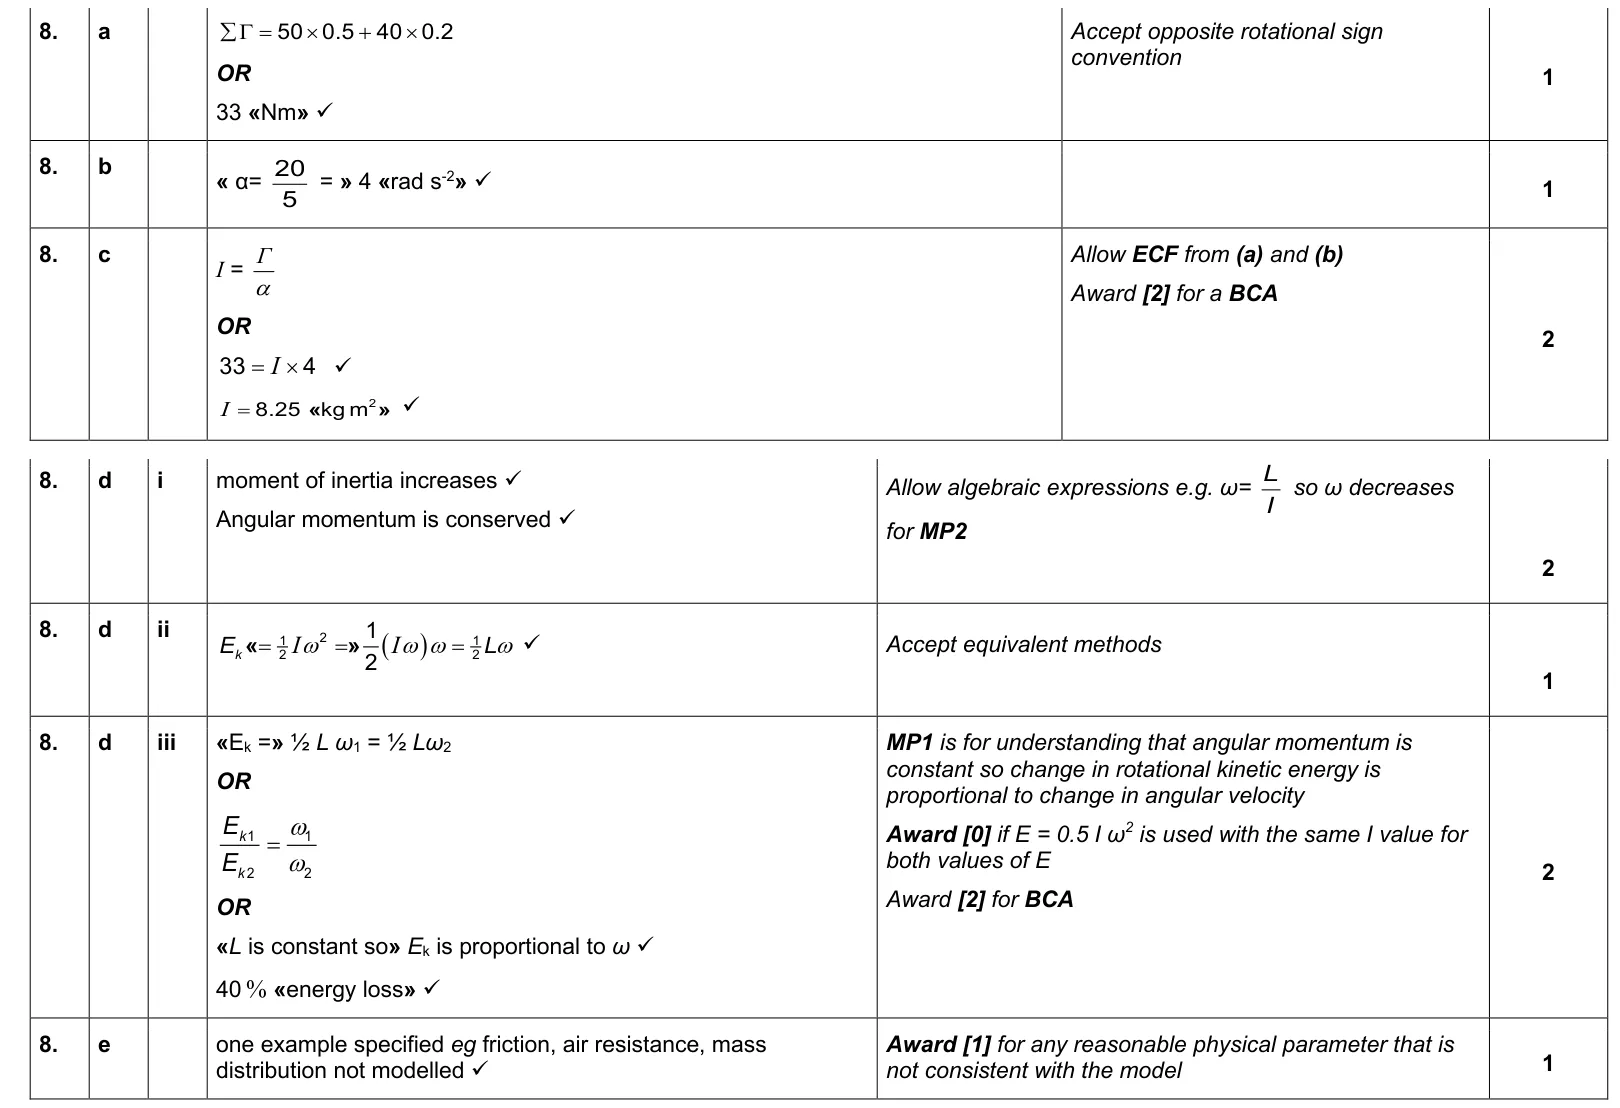 8. a ∑Γ = 50×0.5+40×0.2 Accept opposite rotational sign
convention
OR
1
33 «Nm» ✓
8. b « α= 20/5 = » 4 «rad s-2» ✓ 1
8. c I = Γ/α Allow ECF from (a) and (b)
Award [2] for a BCA
OR
2
33 = I × 4 ✓
I = 8.25 «kg m²» ✓
8. d i moment of inertia increases ✓ Allow algebraic expressions e.g. ω= L/I so ω decreases
Angular momentum is conserved ✓ for MP2
2
8. d ii Ek «= ½ Iω² =» 1/2 (Iω)ω = ½ Lω ✓ Accept equivalent methods
1
8. d iii «Ek =» ½ L ω1 = ½ Lω2 MP1 is for understanding that angular momentum is
constant so change in rotational kinetic energy is
proportional to change in angular velocity
OR
Ek1/Ek2 = ω1/ω2 Award [0] if E = 0.5 I ω2 is used with the same I value for
both values of E
2
Award [2] for BCA
OR
«L is constant so» Ek is proportional to ω ✓
40 % «energy loss» ✓
8. e one example specified eg friction, air resistance, mass Award [1] for any reasonable physical parameter that is
distribution not modelled ✓ not consistent with the model
1